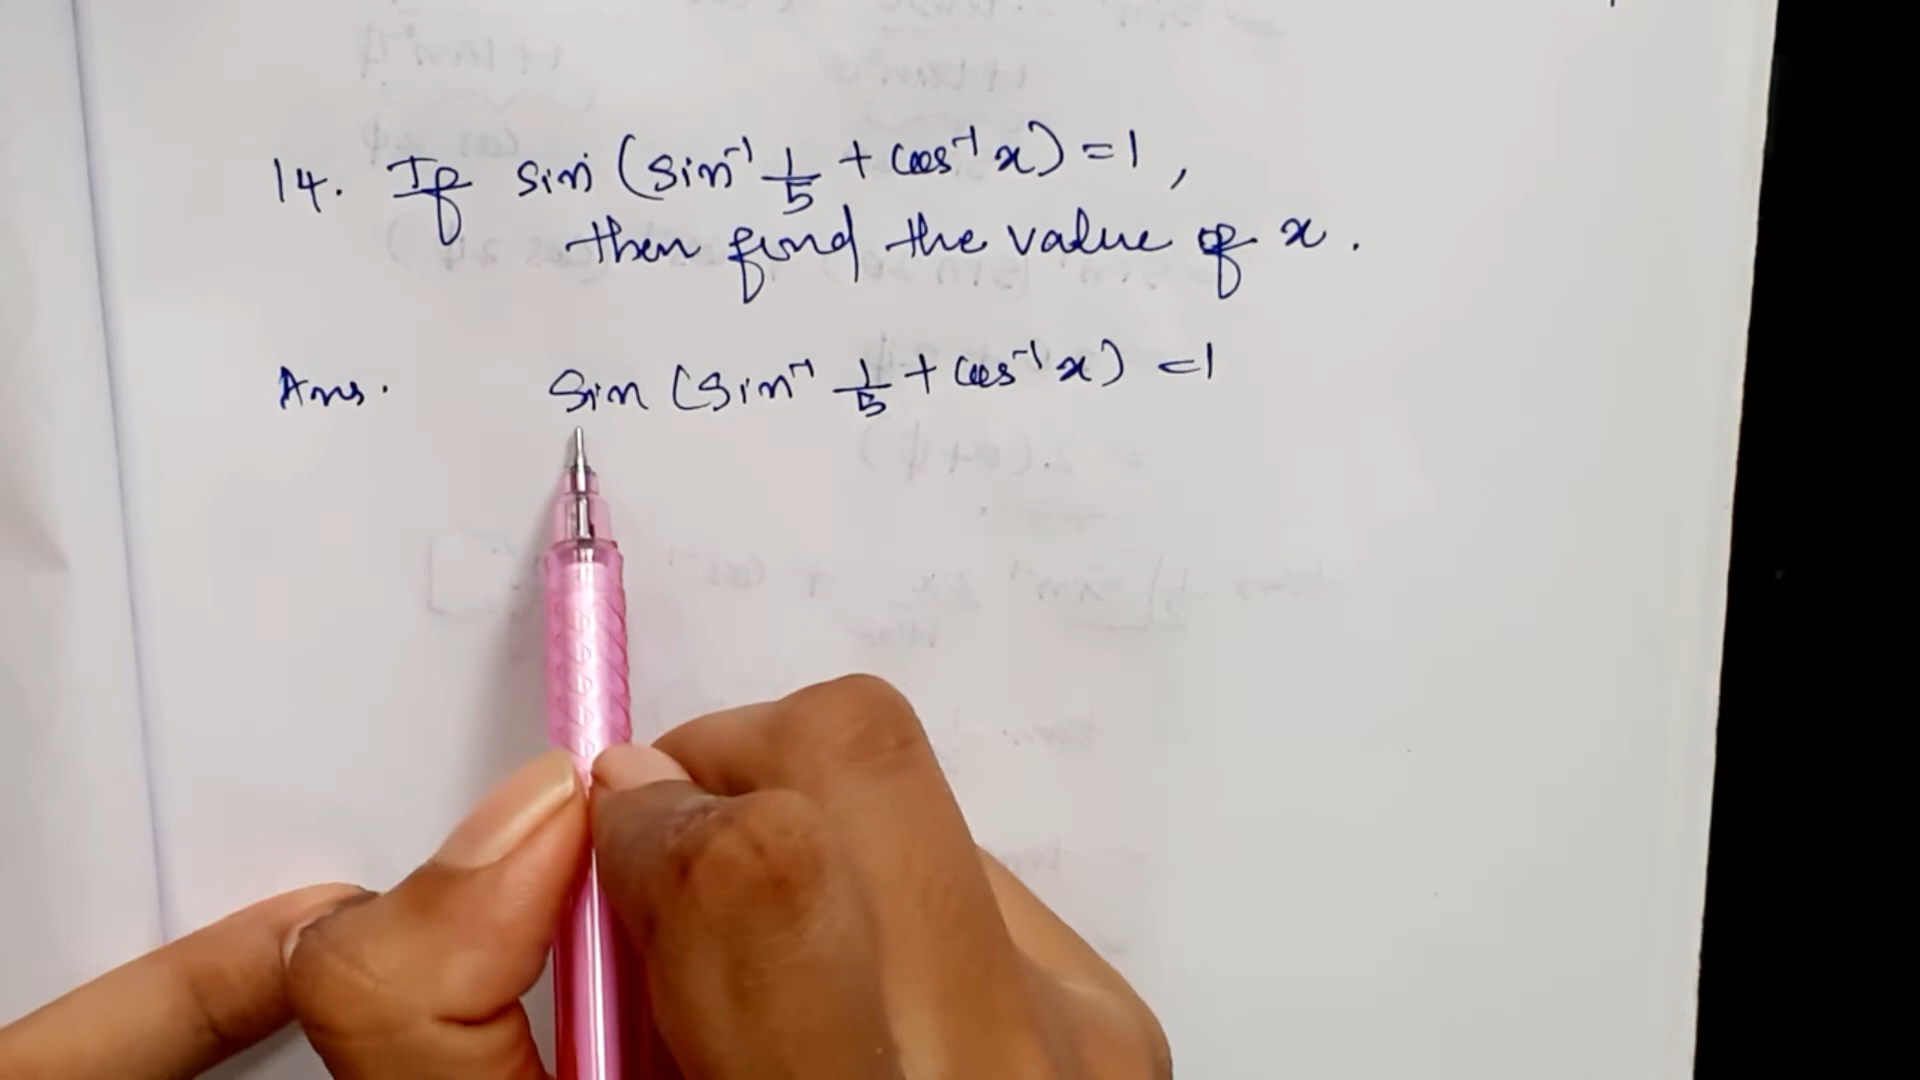 14. If sin (sin⁻¹ 1/5 + cos⁻¹ x) = 1,
then find the value of x.
Ans. Sin (sin⁻¹ 1/5 + cos⁻¹ x) = 1